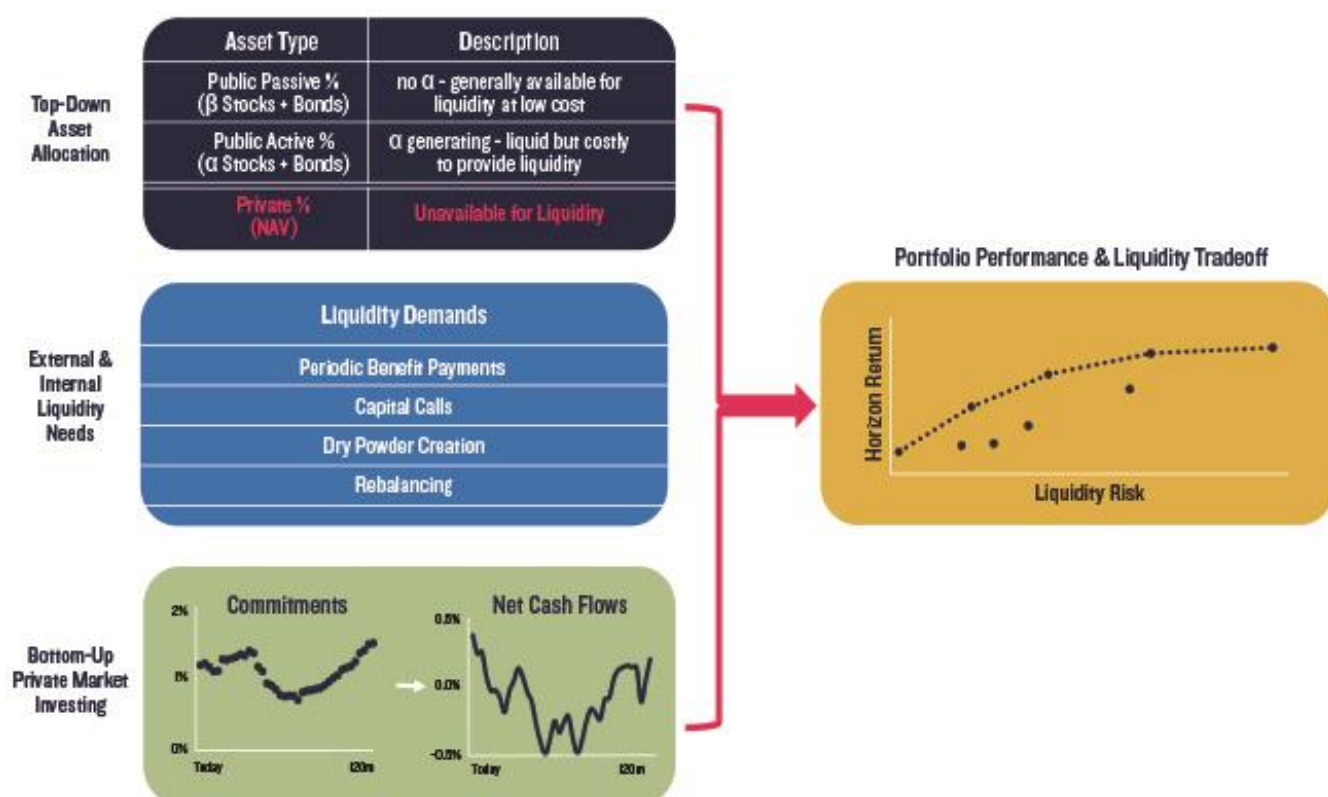 Top-Down
Asset
Allocation
Asset Type
Description
Public Passive %
(β Stocks + Bonds)
no α - generally available for
liquidity at low cost
Public Active %
(α Stocks + Bonds)
α generating - liquid but costly
to provide liquidity
Private %
(NAV)
Unavailable for Liquidity
External &
Internal
Liquidity
Needs
Liquidity Demands
Periodic Benefit Payments
Capital Calls
Dry Powder Creation
Rebalancing
Bottom-Up
Private Market
Investing
Commitments
2%
1%
0%
Today
120m
Net Cash Flows
0.5%
0.0%
-0.5%
Today
120m
Portfolio Performance & Liquidity Tradeoff
Horizon Return
Liquidity Risk